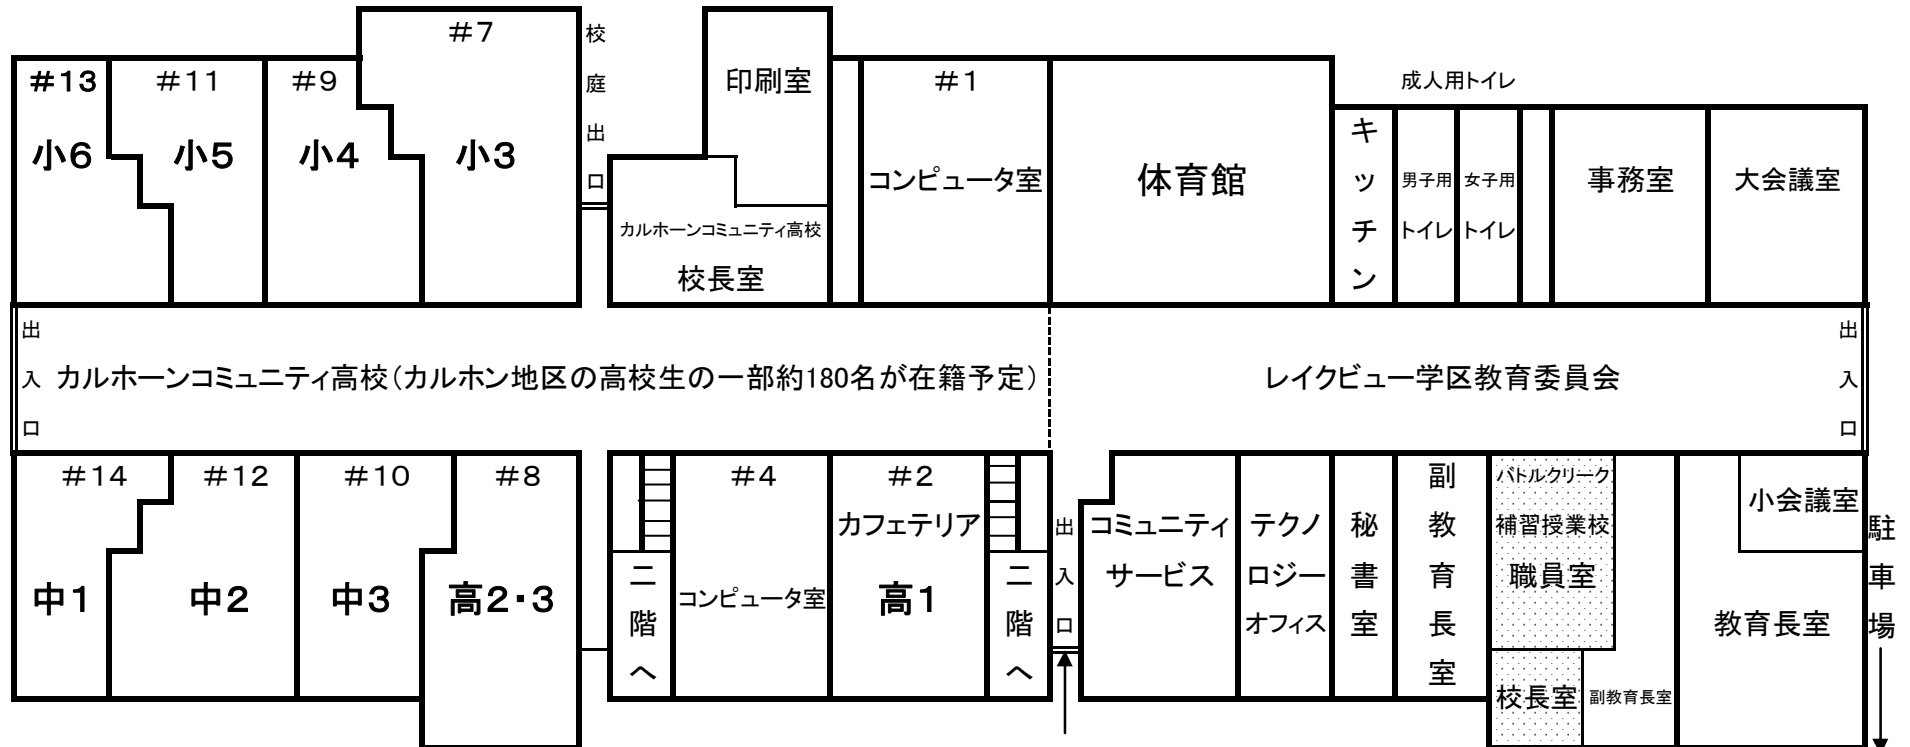 #7
校庭出口
#13
#11
#9
印刷室
#1
成人用トイレ
小6
小5
小4
小3
コンピュータ室
体育館
キッチン
男子用
トイレ
女子用
トイレ
事務室
大会議室
カルホーンコミュニティ高校
校長室
出入口
カルホーンコミュニティ高校(カルホン地区の高校生の一部約180名が在籍予定)
レイクビュー学区教育委員会
出入口
#14
#12
#10
#8
#4
#2
カフェテリア
中1
中2
中3
高2・3
二階へ
コンピュータ室
高1
二階へ
出入口
コミュニティ
サービス
テクノ
ロジー
オフィス
秘書室
副教育長室
バトルクリーク
補習授業校
職員室
校長室
副教育長室
小会議室
教育長室
駐車場